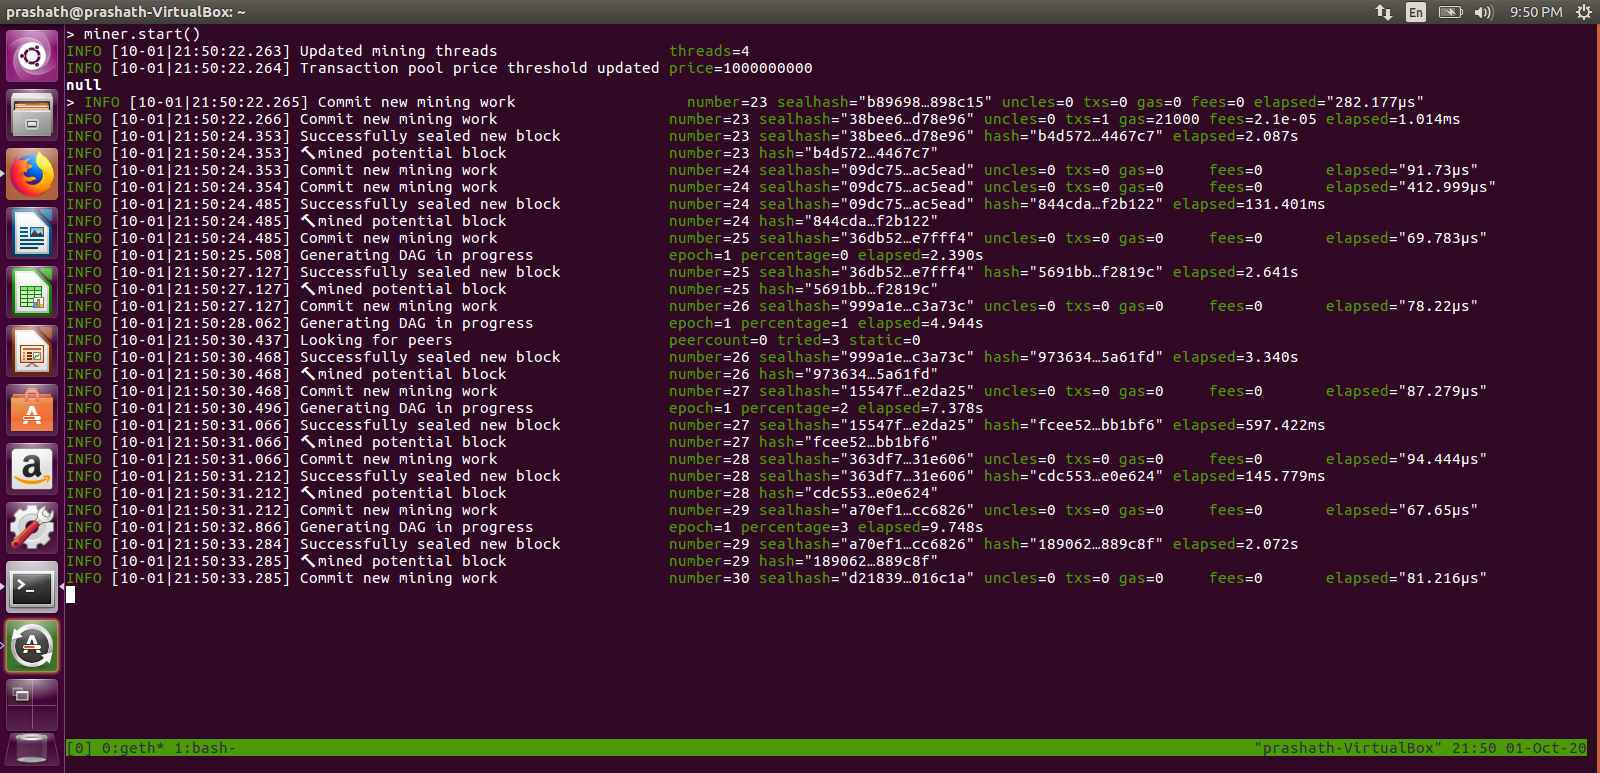 prashath@prashath-VirtualBox: ~ En 9:50 PM
> miner.start()
INFO [10-01|21:50:22.263] Updated mining threads threads=4
INFO [10-01|21:50:22.264] Transaction pool price threshold updated price=1000000000
null
> INFO [10-01|21:50:22.265] Commit new mining work number=23 sealhash="b89698…898c15" uncles=0 txs=0 gas=0 fees=0 elapsed="282.177µs"
INFO [10-01|21:50:22.266] Commit new mining work number=23 sealhash="38bee6…d78e96" uncles=0 txs=1 gas=21000 fees=2.1e-05 elapsed=1.014ms
INFO [10-01|21:50:24.353] Successfully sealed new block number=23 sealhash="38bee6…d78e96" hash="b4d572…4467c7" elapsed=2.087s
INFO [10-01|21:50:24.353] 🔨mined potential block number=23 hash="b4d572…4467c7"
INFO [10-01|21:50:24.353] Commit new mining work number=24 sealhash="09dc75…ac5ead" uncles=0 txs=0 gas=0 fees=0 elapsed="91.73µs"
INFO [10-01|21:50:24.354] Commit new mining work number=24 sealhash="09dc75…ac5ead" uncles=0 txs=0 gas=0 fees=0 elapsed="412.999µs"
INFO [10-01|21:50:24.485] Successfully sealed new block number=24 sealhash="09dc75…ac5ead" hash="844cda…f2b122" elapsed=131.401ms
INFO [10-01|21:50:24.485] 🔨mined potential block number=24 hash="844cda…f2b122"
INFO [10-01|21:50:24.485] Commit new mining work number=25 sealhash="36db52…e7fff4" uncles=0 txs=0 gas=0 fees=0 elapsed="69.783µs"
INFO [10-01|21:50:25.508] Generating DAG in progress epoch=1 percentage=0 elapsed=2.390s
INFO [10-01|21:50:27.127] Successfully sealed new block number=25 sealhash="36db52…e7fff4" hash="5691bb…f2819c" elapsed=2.641s
INFO [10-01|21:50:27.127] 🔨mined potential block number=25 hash="5691bb…f2819c"
INFO [10-01|21:50:27.127] Commit new mining work number=26 sealhash="999a1e…c3a73c" uncles=0 txs=0 gas=0 fees=0 elapsed="78.22µs"
INFO [10-01|21:50:28.062] Generating DAG in progress epoch=1 percentage=1 elapsed=4.944s
INFO [10-01|21:50:30.437] Looking for peers peercount=0 tried=3 static=0
INFO [10-01|21:50:30.468] Successfully sealed new block number=26 sealhash="999a1e…c3a73c" hash="973634…5a61fd" elapsed=3.340s
INFO [10-01|21:50:30.468] 🔨mined potential block number=26 hash="973634…5a61fd"
INFO [10-01|21:50:30.468] Commit new mining work number=27 sealhash="15547f…e2da25" uncles=0 txs=0 gas=0 fees=0 elapsed="87.279µs"
INFO [10-01|21:50:30.496] Generating DAG in progress epoch=1 percentage=2 elapsed=7.378s
INFO [10-01|21:50:31.066] Successfully sealed new block number=27 sealhash="15547f…e2da25" hash="fcee52…bb1bf6" elapsed=597.422ms
INFO [10-01|21:50:31.066] 🔨mined potential block number=27 hash="fcee52…bb1bf6"
INFO [10-01|21:50:31.066] Commit new mining work number=28 sealhash="363df7…31e606" uncles=0 txs=0 gas=0 fees=0 elapsed="94.444µs"
INFO [10-01|21:50:31.212] Successfully sealed new block number=28 sealhash="363df7…31e606" hash="cdc553…e0e624" elapsed=145.779ms
INFO [10-01|21:50:31.212] 🔨mined potential block number=28 hash="cdc553…e0e624"
INFO [10-01|21:50:31.212] Commit new mining work number=29 sealhash="a70ef1…cc6826" uncles=0 txs=0 gas=0 fees=0 elapsed="67.65µs"
INFO [10-01|21:50:32.866] Generating DAG in progress epoch=1 percentage=3 elapsed=9.748s
INFO [10-01|21:50:33.284] Successfully sealed new block number=29 sealhash="a70ef1…cc6826" hash="189062…889c8f" elapsed=2.072s
INFO [10-01|21:50:33.285] 🔨mined potential block number=29 hash="189062…889c8f"
INFO [10-01|21:50:33.285] Commit new mining work number=30 sealhash="d21839…016c1a" uncles=0 txs=0 gas=0 fees=0 elapsed="81.216µs"
[0] 0:geth* 1:bash- "prashath-VirtualBox" 21:50 01-Oct-20